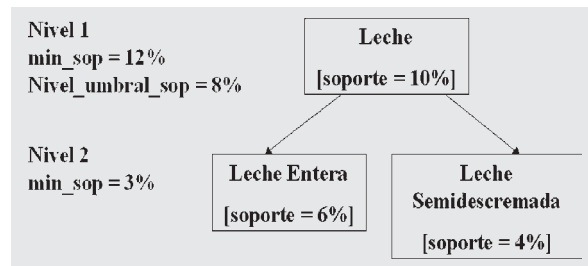 Nivel 1
min_sop = 12%
Nivel_umbral_sop = 8%
Leche
[soporte = 10%]
Nivel 2
min_sop = 3%
Leche Entera
[soporte = 6%]
Leche
Semidescremada
[soporte = 4%]